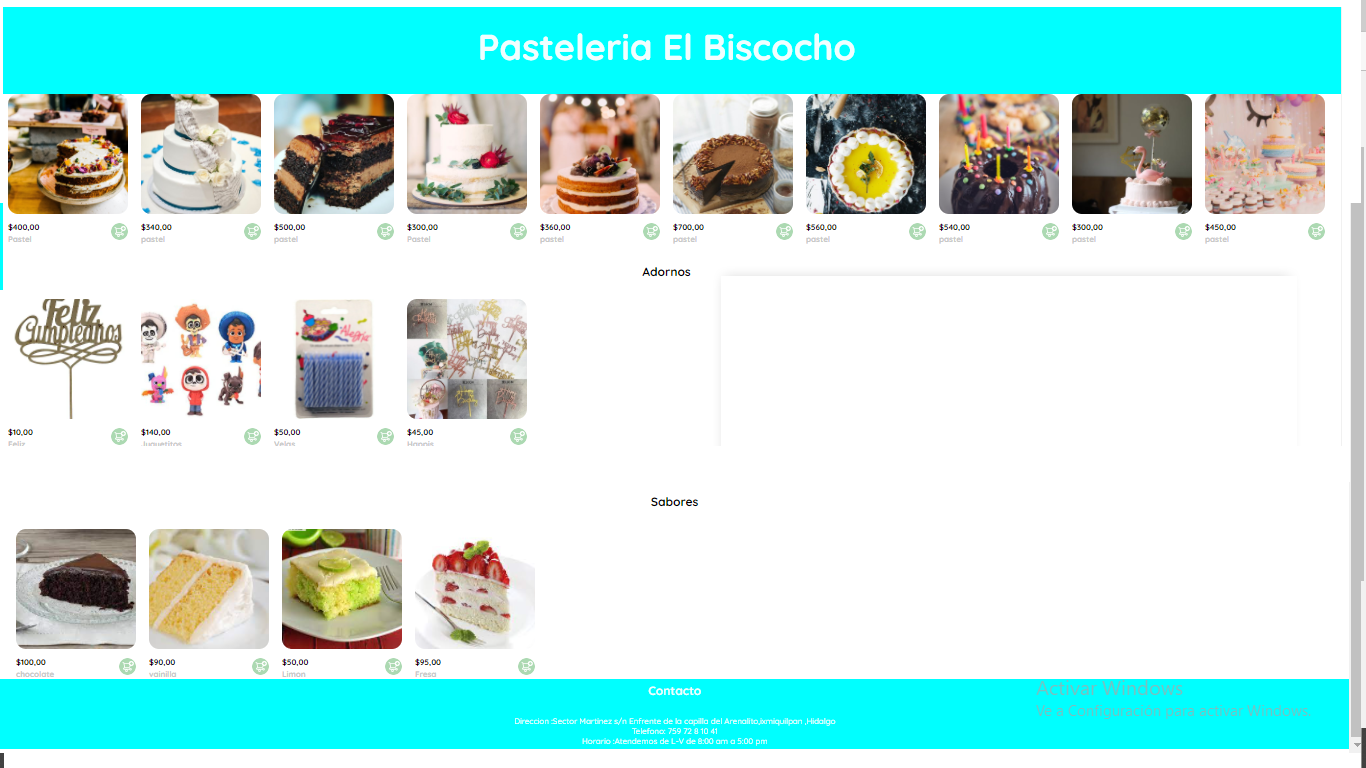 Pasteleria El Biscocho
$400,00 $340,00 $500,00 $300,00 $360,00 $700,00 $560,00 $540,00 $300,00 $450,00
Pastel pastel pastel Pastel pastel pastel pastel pastel pastel pastel
Adornos
Feliz
Cumpleaños
Alegría
$10,00 $140,00 $50,00 $45,00
Feliz Juguetitos Velas Happis
Sabores
$100,00 $90,00 $50,00 $95,00
chocolate vainilla Limon Fresa
Contacto
Activar Windows
Ve a Configuración para activar Windows.
Direccion :Sector Martinez s/n Enfrente de la capilla del Arenalito,Ixmiquilpan ,Hidalgo
Telefono: 759 72 8 10 41
Horario :Atendemos de L-V de 8:00 am a 5:00 pm